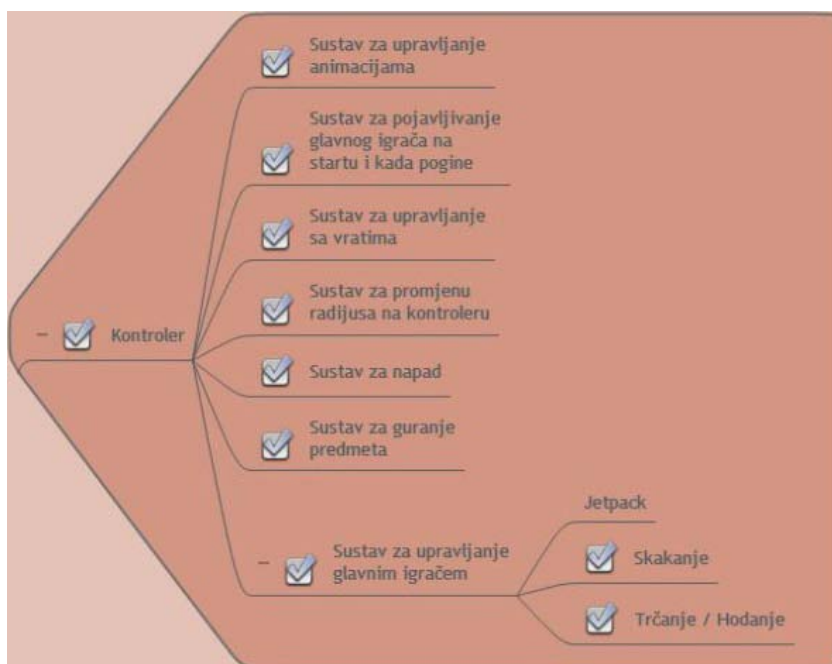 Sustav za upravljanje
animacijama
Sustav za pojavljivanje
glavnog igrača na
startu i kada pogine
Sustav za upravljanje
sa vratima
Sustav za promjenu
radijusa na kontroleru
Kontroler
Sustav za napad
Sustav za guranje
predmeta
Sustav za upravljanje
glavnim igračem
Jetpack
Skakanje
Trčanje / Hodanje